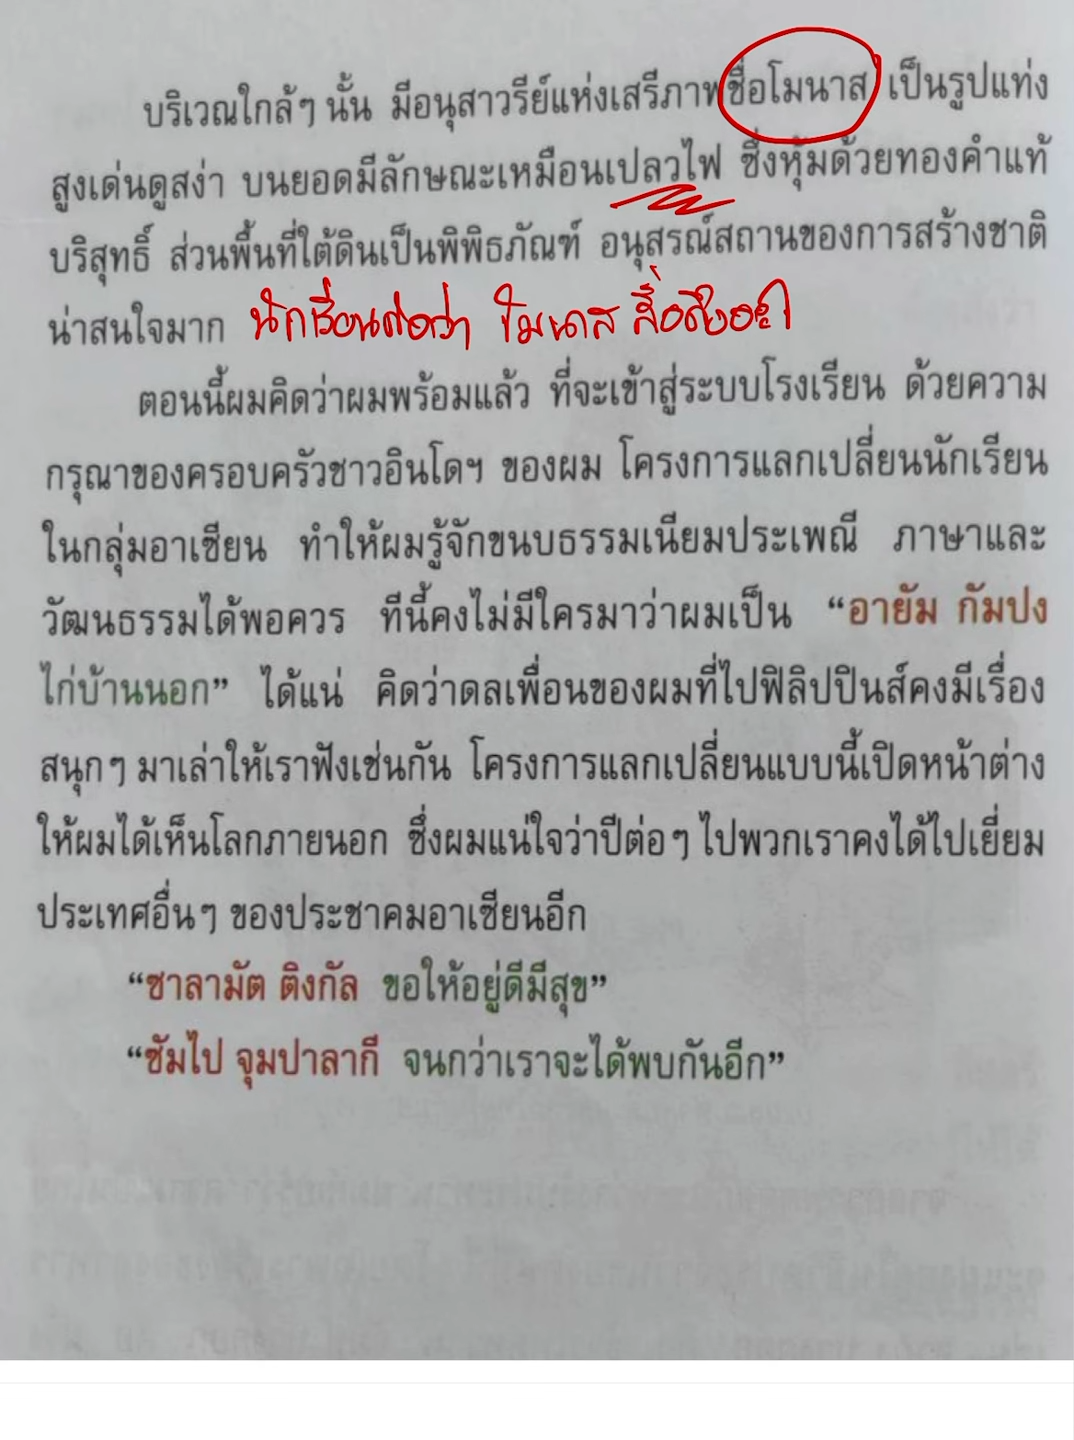 บริเวณใกล้ๆ นั้น มีอนุสาวรีย์แห่งเสรีภาพชื่อโมนาส เป็นรูปแท่ง
สูงเด่นดูสง่า บนยอดมีลักษณะเหมือนเปลวไฟ ซึ่งหุ้มด้วยทองคำแท้
บริสุทธิ์ ส่วนพื้นที่ใต้ดินเป็นพิพิธภัณฑ์ อนุสรณ์สถานของการสร้างชาติ
น่าสนใจมาก นักเรียนคิดว่า โมนาส สื่อถึงอะไร
ตอนนี้ผมคิดว่าผมพร้อมแล้ว ที่จะเข้าสู่ระบบโรงเรียน ด้วยความ
กรุณาของครอบครัวชาวอินโดฯ ของผม โครงการแลกเปลี่ยนนักเรียน
ในกลุ่มอาเซียน ทำให้ผมรู้จักขนบธรรมเนียมประเพณี ภาษาและ
วัฒนธรรมได้พอควร ทีนี้คงไม่มีใครมาว่าผมเป็น “อายัม กัมปง
ไก่บ้านนอก” ได้แน่ คิดว่าดลเพื่อนของผมที่ไปฟิลิปปินส์คงมีเรื่อง
สนุกๆ มาเล่าให้เราฟังเช่นกัน โครงการแลกเปลี่ยนแบบนี้เปิดหน้าต่าง
ให้ผมได้เห็นโลกภายนอก ซึ่งผมแน่ใจว่าปีต่อๆ ไปพวกเราคงได้ไปเยี่ยม
ประเทศอื่นๆ ของประชาคมอาเซียนอีก
“ซาลามัต ติงกัล ขอให้อยู่ดีมีสุข”
“ซัมไป จุมปาลากี จนกว่าเราจะได้พบกันอีก”